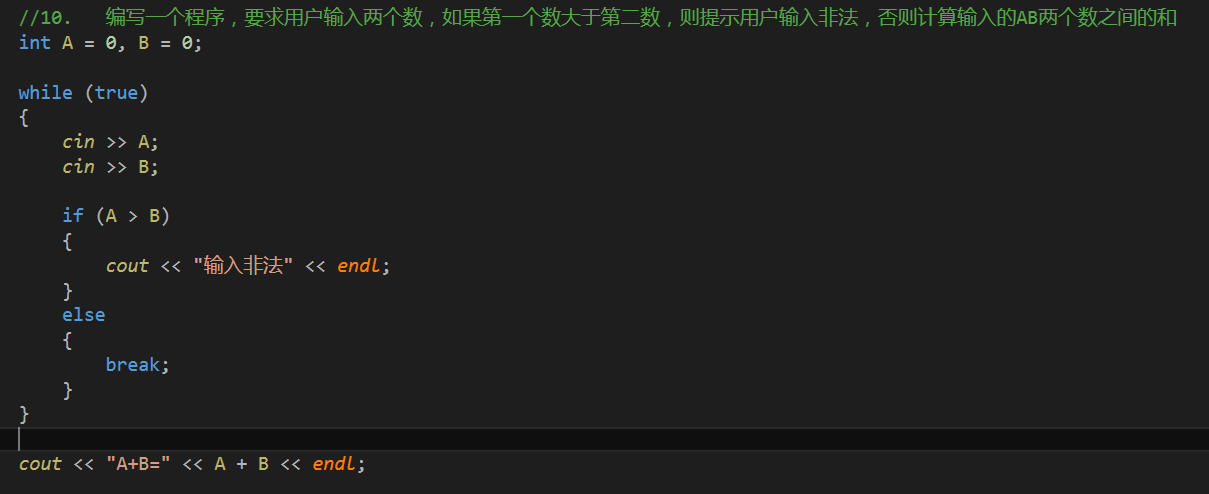 //10.   编写一个程序，要求用户输入两个数，如果第一个数大于第二数，则提示用户输入非法，否则计算输入的AB两个数之间的和
int A = 0, B = 0;
while (true)
{
cin >> A;
cin >> B;
if (A > B)
{
cout << "输入非法" << endl;
}
else
{
break;
}
}
cout << "A+B=" << A + B << endl;